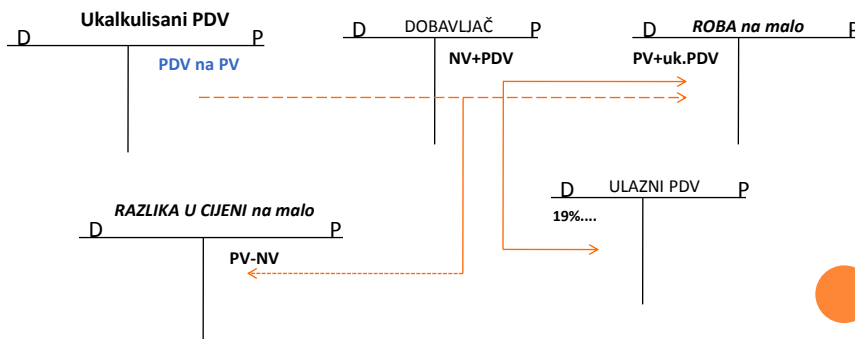 Ukalkulisani PDV
D P
PDV na PV
D DOBAVLJAČ P
NV+PDV
D ROBA na malo P
PV+uk.PDV
RAZLIKA U CIJENI na malo
D P
PV-NV
D ULAZNI PDV P
19%....